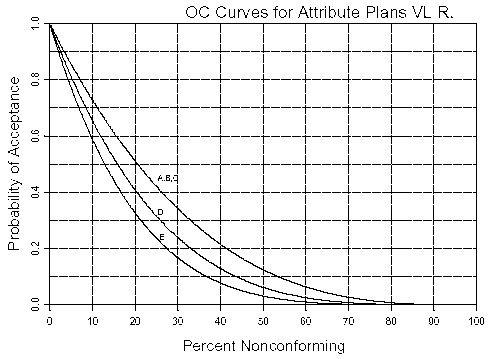 OC Curves for Attribute Plans VL R.
Probability of Acceptance
1.0
0.8
0.6
0.4
0.2
0.0
A,B,C
D
E
0 10 20 30 40 50 60 70 80 90 100
Percent Nonconforming